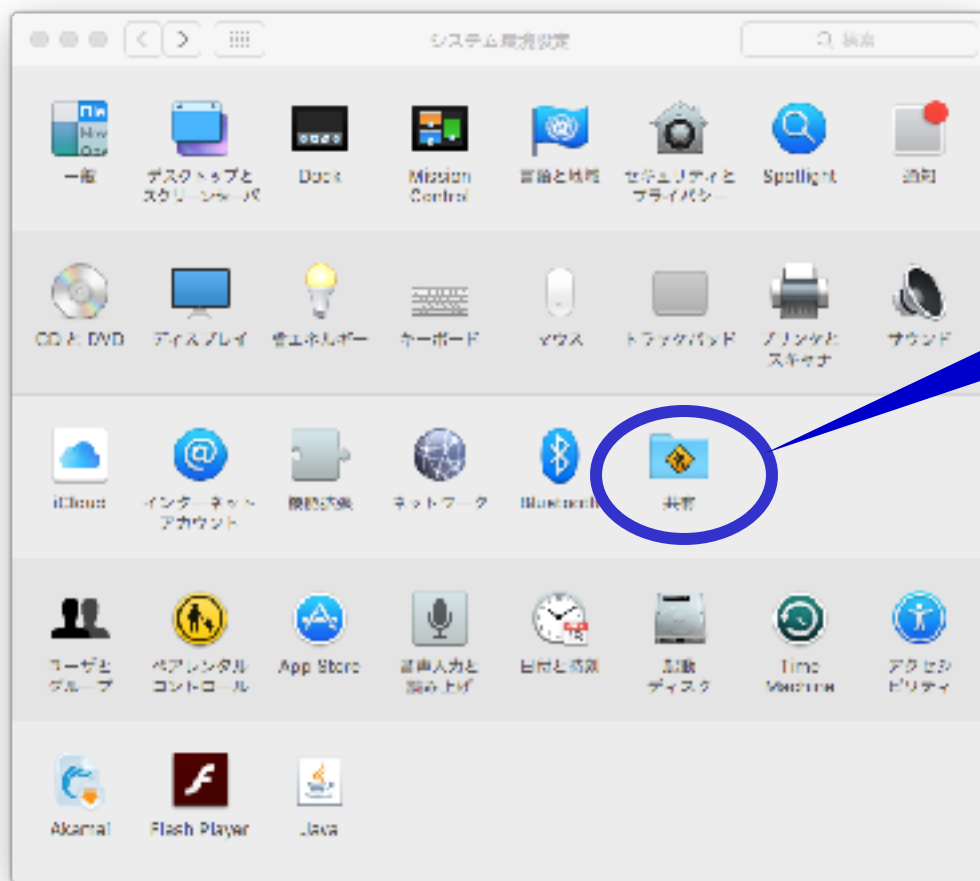 システム環境設定
検索
一般
デスクトップと
スクリーンセーバ
Dock
Mission
Control
言語と地域
セキュリティと
プライバシー
Spotlight
通知
CD と DVD
ディスプレイ
省エネルギー
キーボード
マウス
トラックパッド
プリンタと
スキャナ
サウンド
iCloud
インターネット
アカウント
機能拡張
ネットワーク
Bluetooth
共有
ユーザと
グループ
ペアレンタル
コントロール
App Store
音声入力と
読み上げ
日付と時刻
起動
ディスク
Time
Machine
アクセシ
ビリティ
Akamai
Flash Player
Java